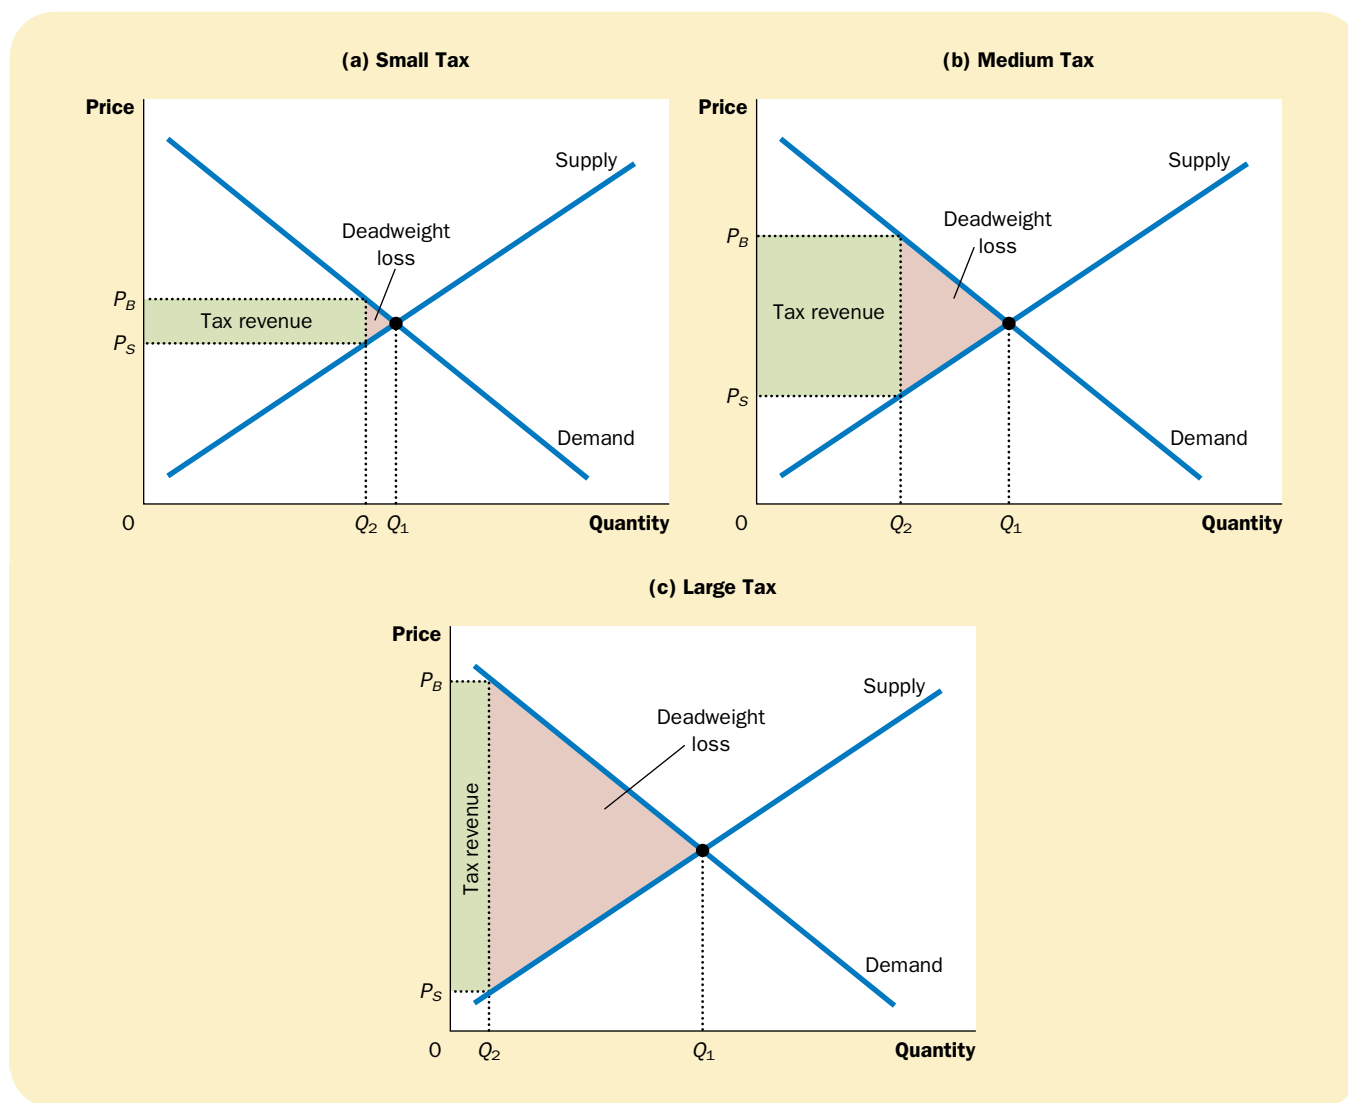 (a) Small Tax
Price
Supply
Deadweight
loss
P_B
Tax revenue
P_S
Demand
0
Q_2
Q_1
Quantity
(b) Medium Tax
Price
Supply
Deadweight
loss
P_B
Tax revenue
P_S
Demand
0
Q_2
Q_1
Quantity
(c) Large Tax
Price
P_B
Supply
Deadweight
loss
Tax revenue
Demand
P_S
0
Q_2
Q_1
Quantity